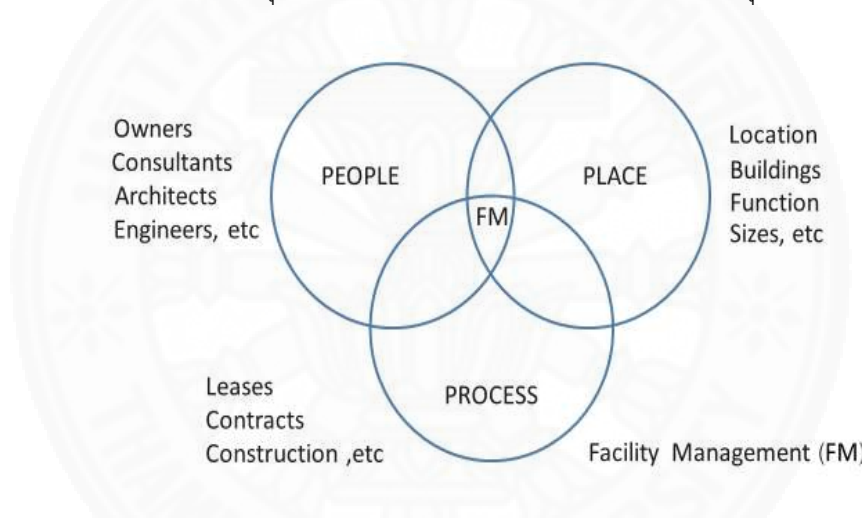 Owners
Consultants
Architects
Engineers, etc
PEOPLE
PLACE
Location
Buildings
Function
Sizes, etc
FM
Leases
Contracts
Construction ,etc
PROCESS
Facility Management (FM)